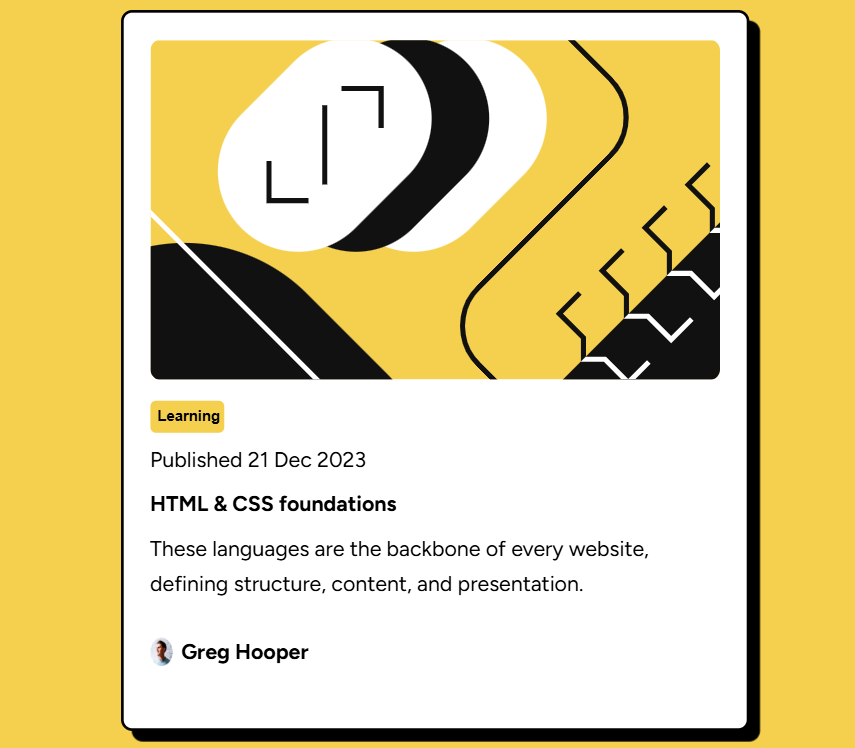 Learning
Published 21 Dec 2023
HTML & CSS foundations
These languages are the backbone of every website,
defining structure, content, and presentation.
Greg Hooper